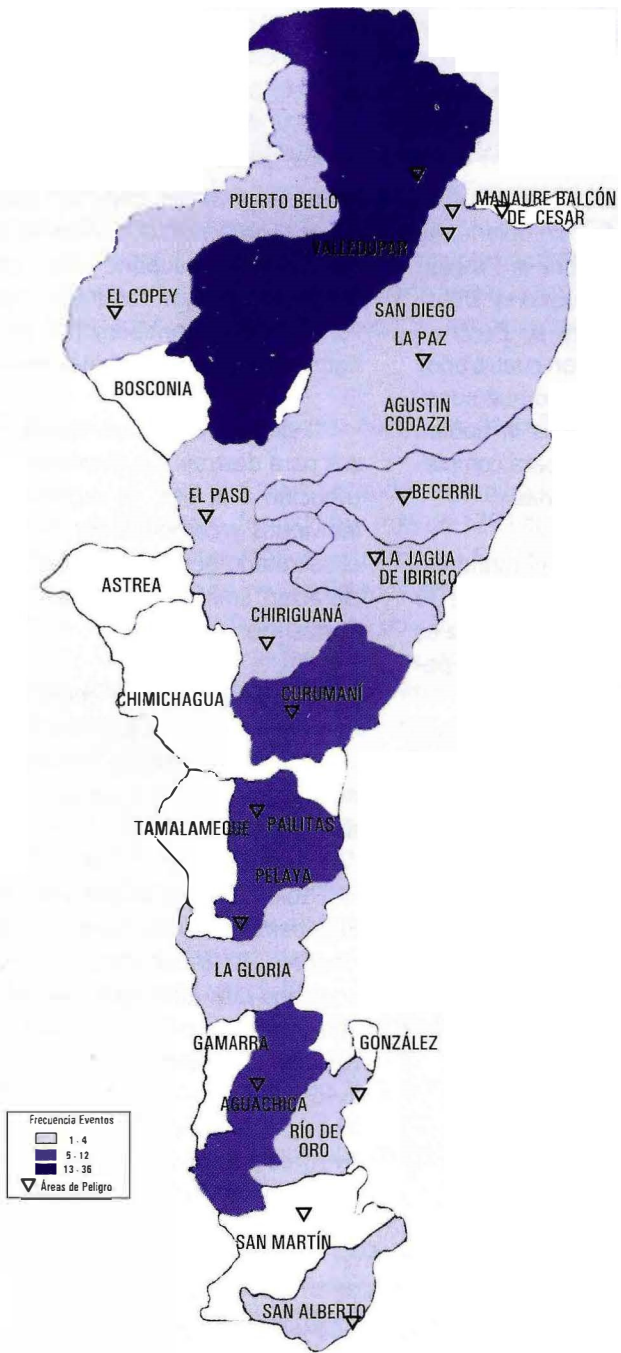 PUERTO BELLO
MANAURE BALCÓN
DE CESAR
VALLEDUPAR
EL COPEY
SAN DIEGO
LA PAZ
BOSCONIA
AGUSTIN
CODAZZI
EL PASO
BECERRIL
ASTREA
LA JAGUA
DE IBIRICO
CHIRIGUANÁ
CHIMICHAGUA
CURUMANÍ
TAMALAMEQUE
PAILITAS
PELAYA
LA GLORIA
GAMARRA
GONZÁLEZ
AGUACHICA
RÍO DE
ORO
Frecuencia Eventos
1 - 4
5 - 12
13 - 36
Áreas de Peligro
SAN MARTÍN
SAN ALBERTO